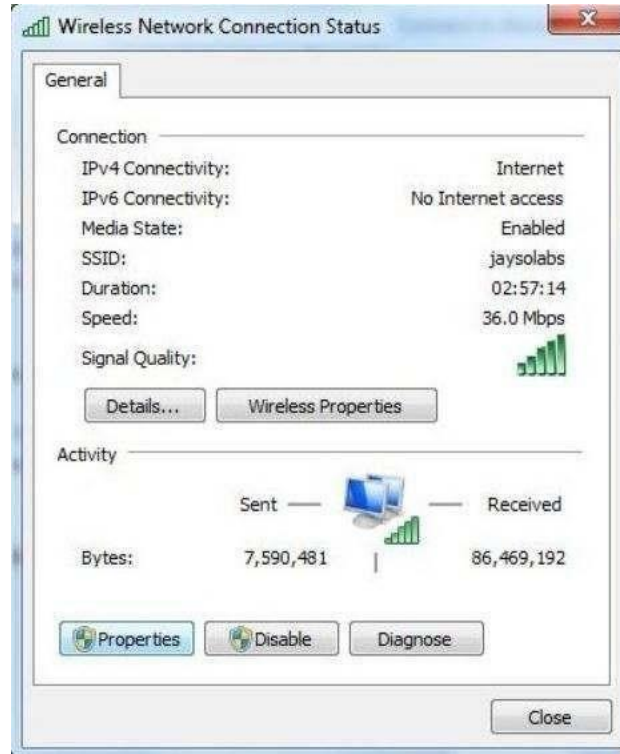 Wireless Network Connection Status
General
Connection
IPv4 Connectivity: Internet
IPv6 Connectivity: No Internet access
Media State: Enabled
SSID: jaysolabs
Duration: 02:57:14
Speed: 36.0 Mbps
Signal Quality:
Details... Wireless Properties
Activity
Sent Received
Bytes: 7,590,481 86,469,192
Properties Disable Diagnose
Close